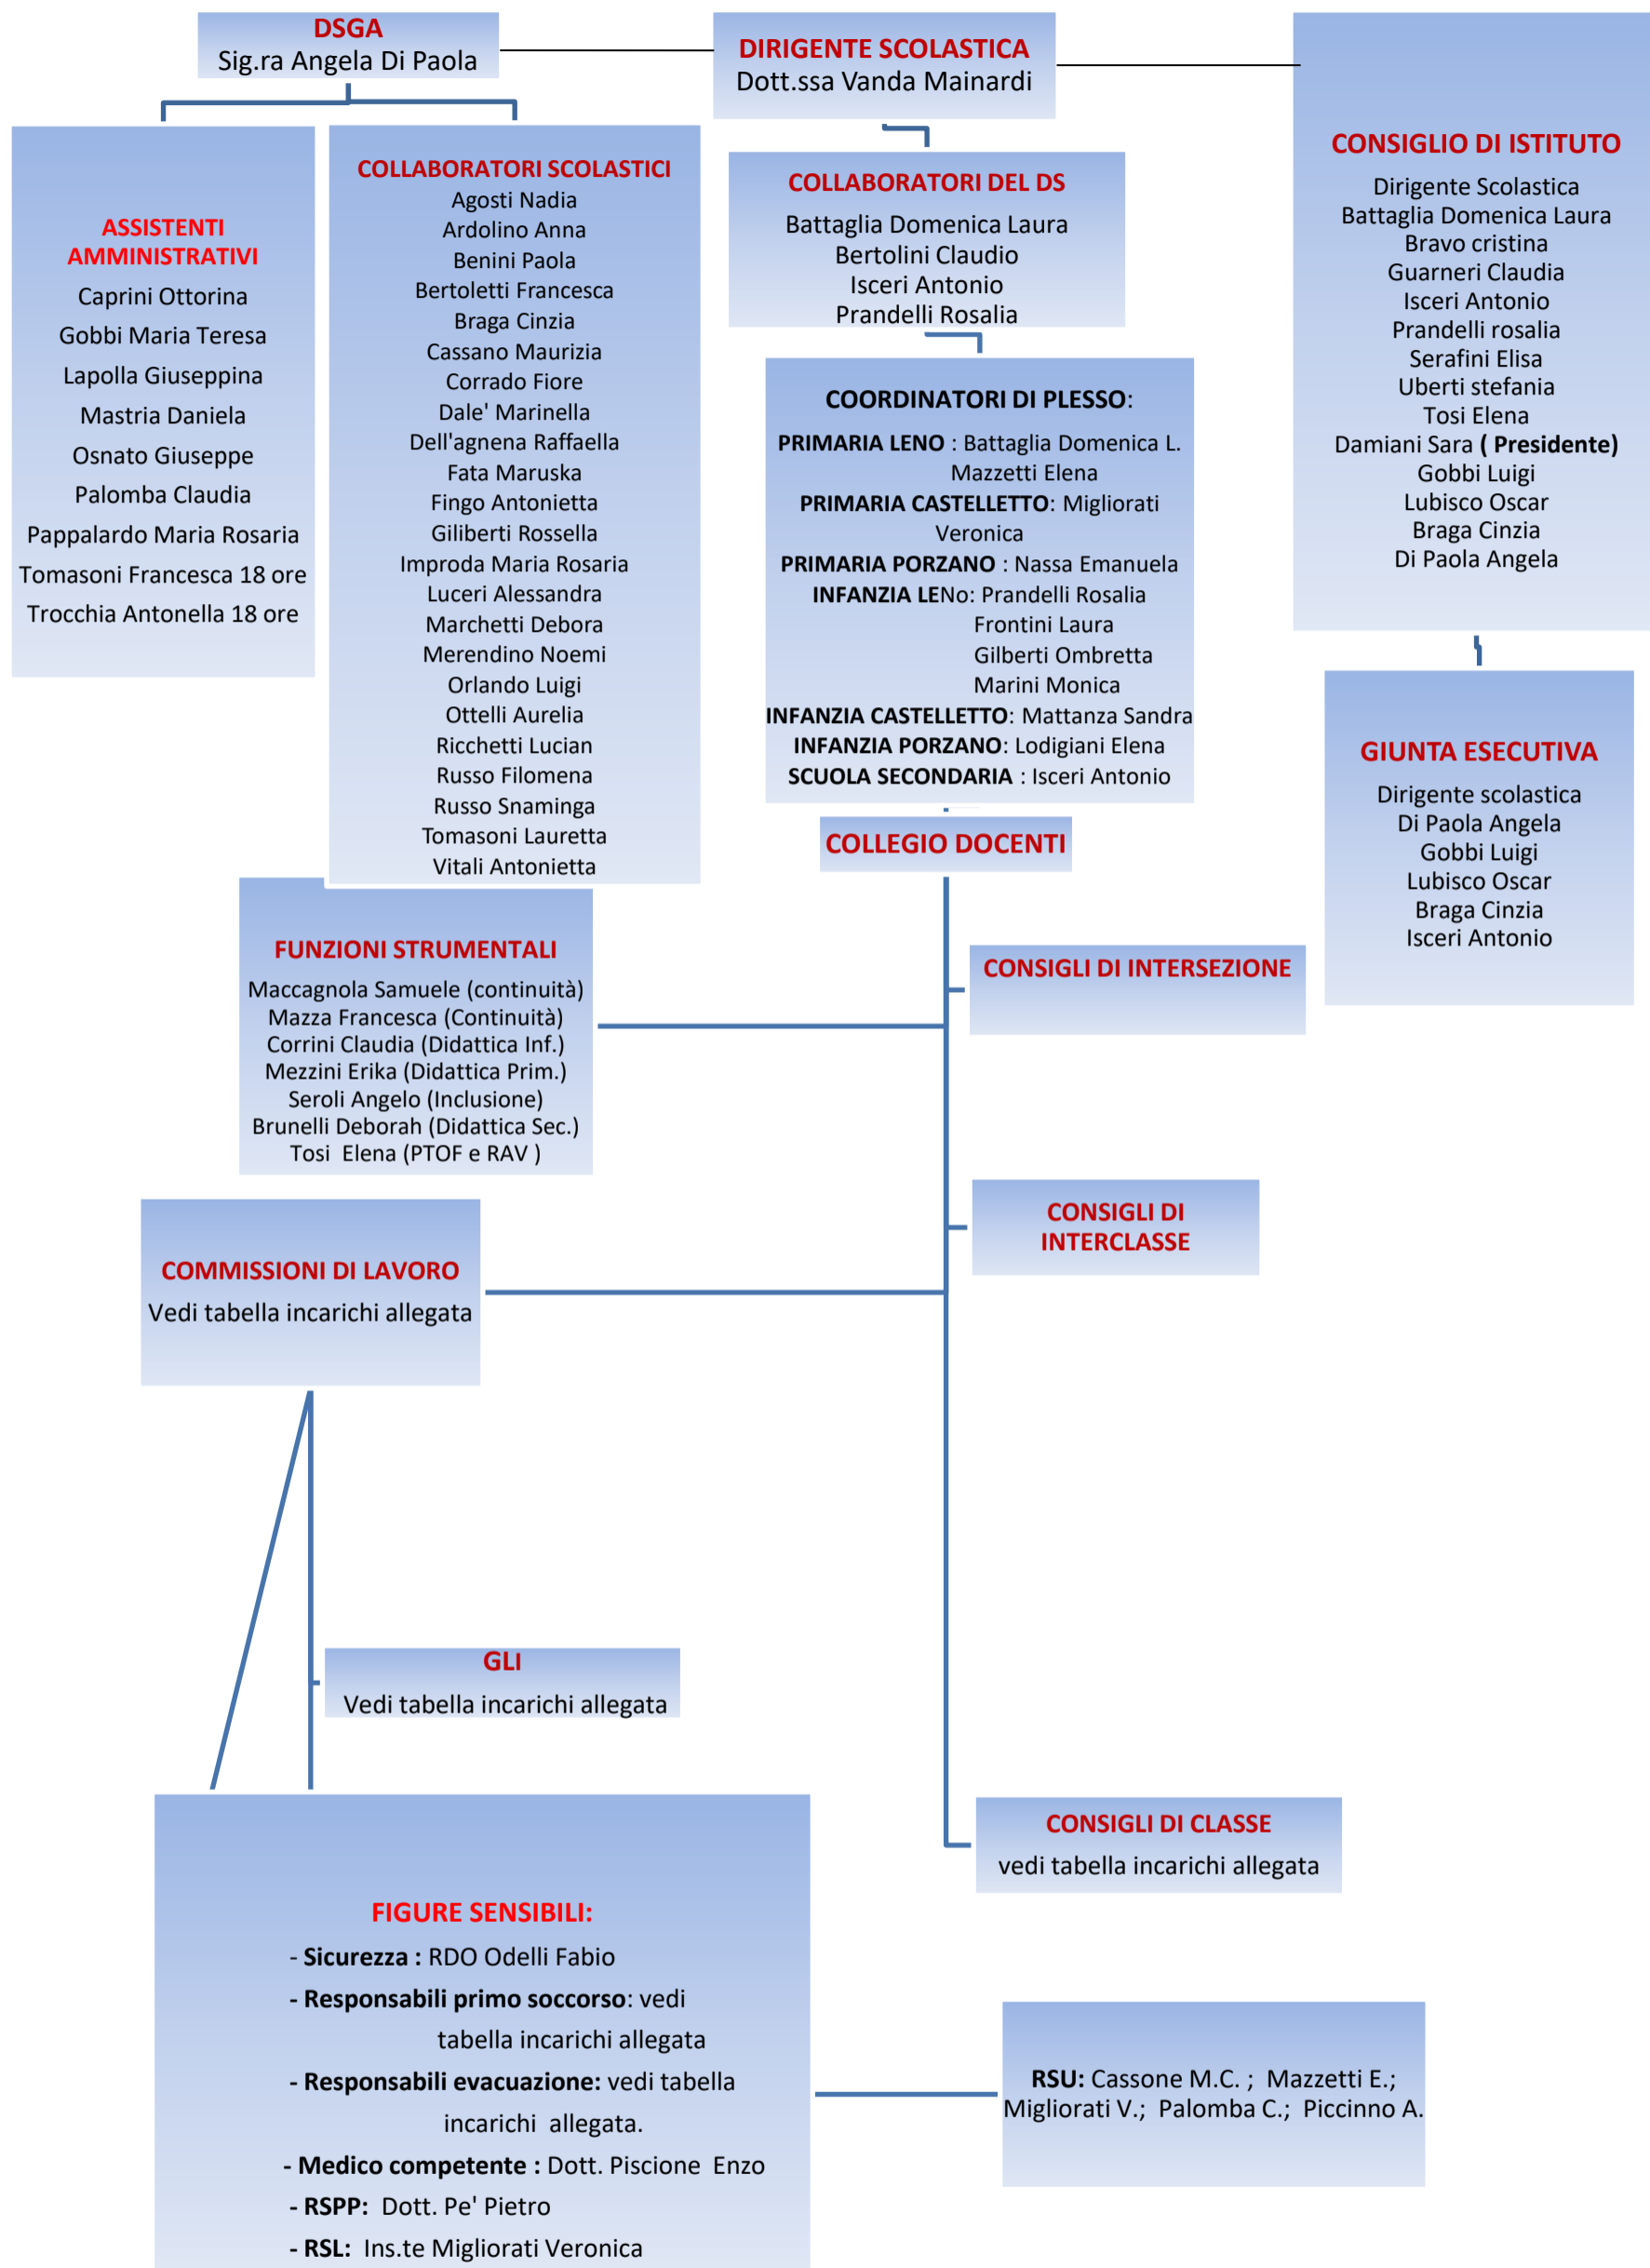 DSGA
Sig.ra Angela Di Paola
DIRIGENTE SCOLASTICA
Dott.ssa Vanda Mainardi
ASSISTENTI
AMMINISTRATIVI
Caprini Ottorina
Gobbi Maria Teresa
Lapolla Giuseppina
Mastria Daniela
Osnato Giuseppe
Palomba Claudia
Pappalardo Maria Rosaria
Tomasoni Francesca 18 ore
Trocchia Antonella 18 ore
COLLABORATORI SCOLASTICI
Agosti Nadia
Ardolino Anna
Benini Paola
Bertoletti Francesca
Braga Cinzia
Cassano Maurizia
Corrado Fiore
Dale' Marinella
Dell'agnena Raffaella
Fata Maruska
Fingo Antonietta
Giliberti Rossella
Improda Maria Rosaria
Luceri Alessandra
Marchetti Debora
Merendino Noemi
Orlando Luigi
Ottelli Aurelia
Ricchetti Lucian
Russo Filomena
Russo Snaminga
Tomasoni Lauretta
Vitali Antonietta
COLLABORATORI DEL DS
Battaglia Domenica Laura
Bertolini Claudio
Isceri Antonio
Prandelli Rosalia
COORDINATORI DI PLESSO:
PRIMARIA LENO : Battaglia Domenica L.
Mazzetti Elena
PRIMARIA CASTELLETTO: Migliorati
Veronica
PRIMARIA PORZANO : Nassa Emanuela
INFANZIA LENo: Prandelli Rosalia
Frontini Laura
Gilberti Ombretta
Marini Monica
INFANZIA CASTELLETTO: Mattanza Sandra
INFANZIA PORZANO: Lodigiani Elena
SCUOLA SECONDARIA : Isceri Antonio
CONSIGLIO DI ISTITUTO
Dirigente Scolastica
Battaglia Domenica Laura
Bravo cristina
Guarneri Claudia
Isceri Antonio
Prandelli rosalia
Serafini Elisa
Uberti stefania
Tosi Elena
Damiani Sara ( Presidente)
Gobbi Luigi
Lubisco Oscar
Braga Cinzia
Di Paola Angela
GIUNTA ESECUTIVA
Dirigente scolastica
Di Paola Angela
Gobbi Luigi
Lubisco Oscar
Braga Cinzia
Isceri Antonio
COLLEGIO DOCENTI
FUNZIONI STRUMENTALI
Maccagnola Samuele (continuità)
Mazza Francesca (Continuità)
Corrini Claudia (Didattica Inf.)
Mezzini Erika (Didattica Prim.)
Seroli Angelo (Inclusione)
Brunelli Deborah (Didattica Sec.)
Tosi Elena (PTOF e RAV )
CONSIGLI DI INTERSEZIONE
CONSIGLI DI
INTERCLASSE
COMMISSIONI DI LAVORO
Vedi tabella incarichi allegata
GLI
Vedi tabella incarichi allegata
CONSIGLI DI CLASSE
vedi tabella incarichi allegata
FIGURE SENSIBILI:
- Sicurezza : RDO Odelli Fabio
- Responsabili primo soccorso: vedi
tabella incarichi allegata
- Responsabili evacuazione: vedi tabella
incarichi allegata.
- Medico competente : Dott. Piscione Enzo
- RSPP: Dott. Pe' Pietro
- RSL: Ins.te Migliorati Veronica
RSU: Cassone M.C. ; Mazzetti E.;
Migliorati V.; Palomba C.; Piccinno A.